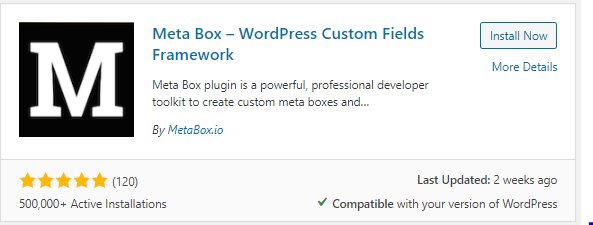 M
Meta Box – WordPress Custom Fields
Framework
Install Now
More Details
Meta Box plugin is a powerful, professional developer
toolkit to create custom meta boxes and...
By MetaBox.io
(120)
Last Updated: 2 weeks ago
500,000+ Active Installations
Compatible with your version of WordPress